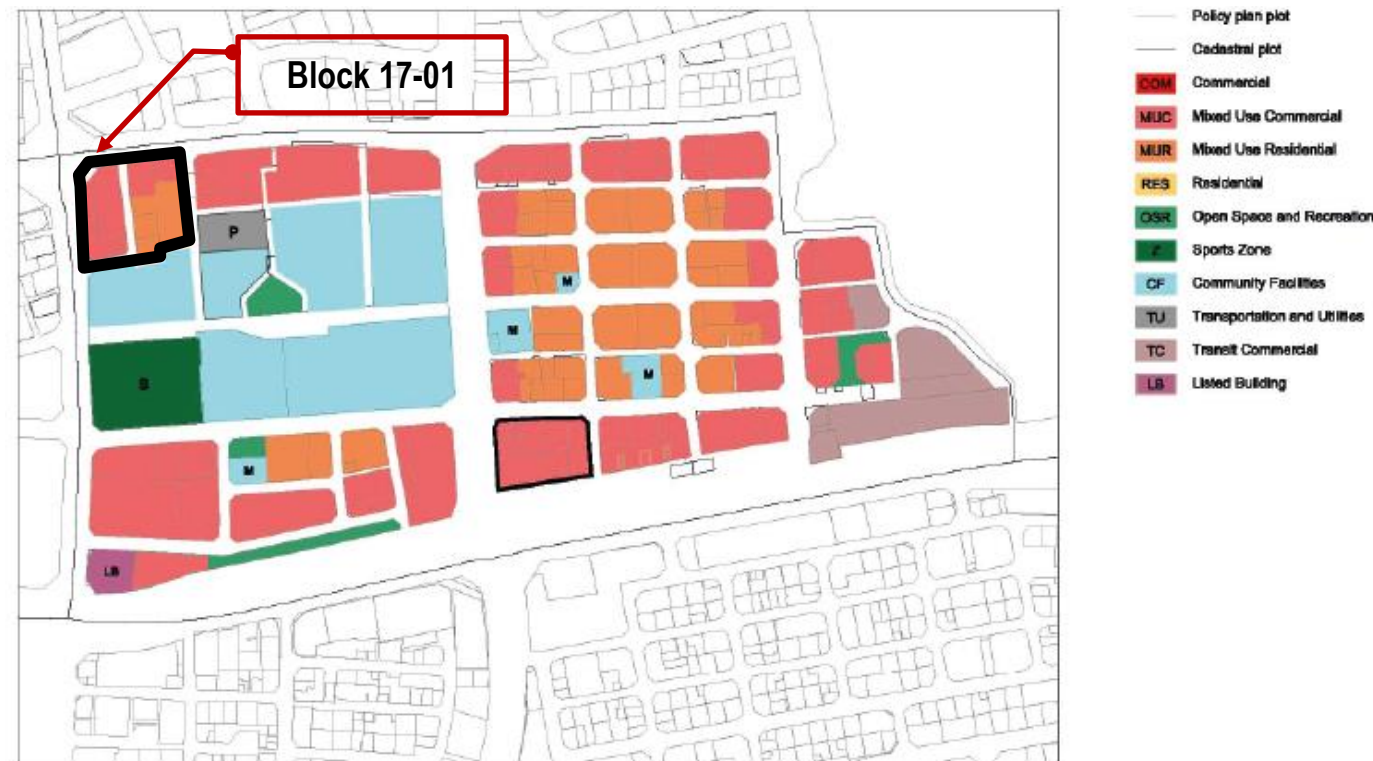 Block 17-01
P
M
M
M
S
M
LB
Policy plan plot
Cadastral plot
COM Commercial
MUC Mixed Use Commercial
MUR Mixed Use Residential
RES Residential
OSR Open Space and Recreation
Sports Zone
CF Community Facilities
TU Transportation and Utilities
TC Transit Commercial
LB Listed Building